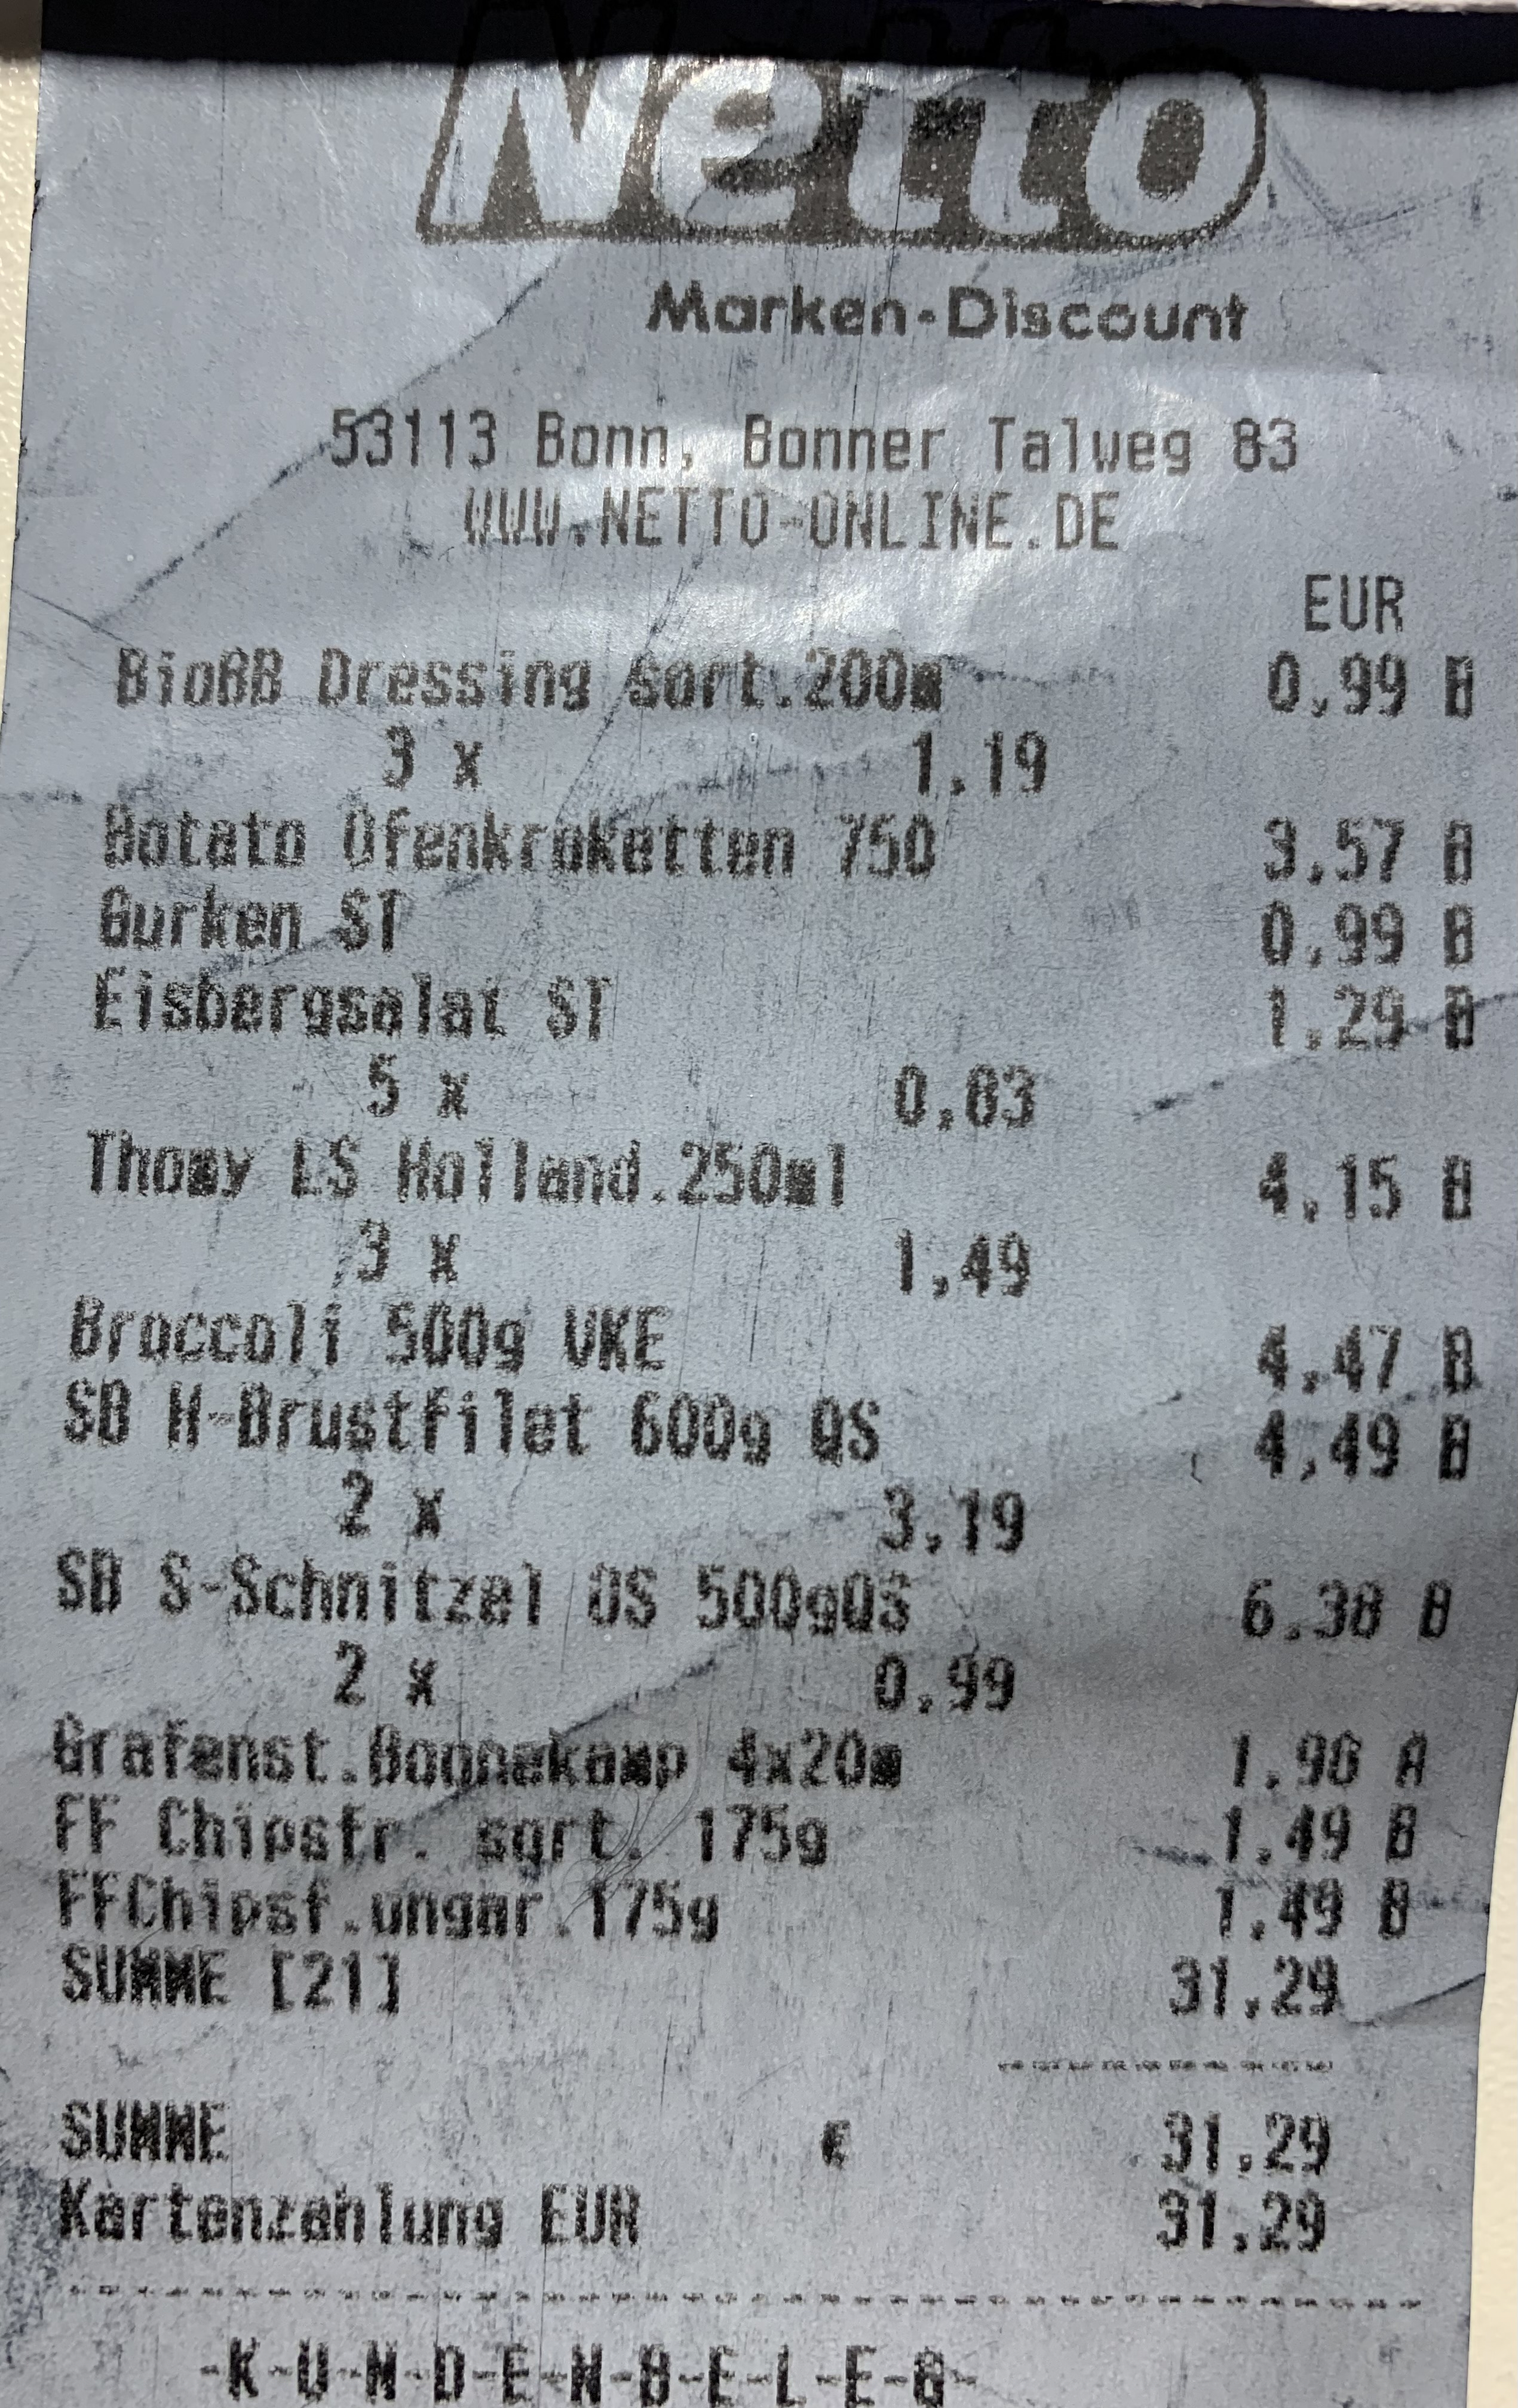 Netto
Marken-Discount
53113 Bonn, Bonner Talweg 83
WWW.NETTO-ONLINE.DE
EUR
BioBB Dressing sort.200m 0,99 B
3 x 1,19
Botato Ofenkroketten 750 3,57 B
Gurken ST 0,99 B
Eisbergsalat ST 1,29 B
5 x 0,83
Thomy LS Holland.250ml 4,15 B
3 x 1,49
Broccoli 500g VKE 4,47 B
SB H-Brustfilet 600g QS 4,49 B
2 x 3,19
SB S-Schnitzel OS 500gQS 6,38 B
2 x 0,99
Grafenst.Boonekamp 4x20m 1,98 A
FF Chipsfr. sort. 175g 1,49 B
FFChipsf.ungar.175g 1,49 B
SUMME [21] 31,29
SUMME € 31,29
Kartenzahlung EUR 31,29
-K-U-N-D-E-N-B-E-L-E-G-